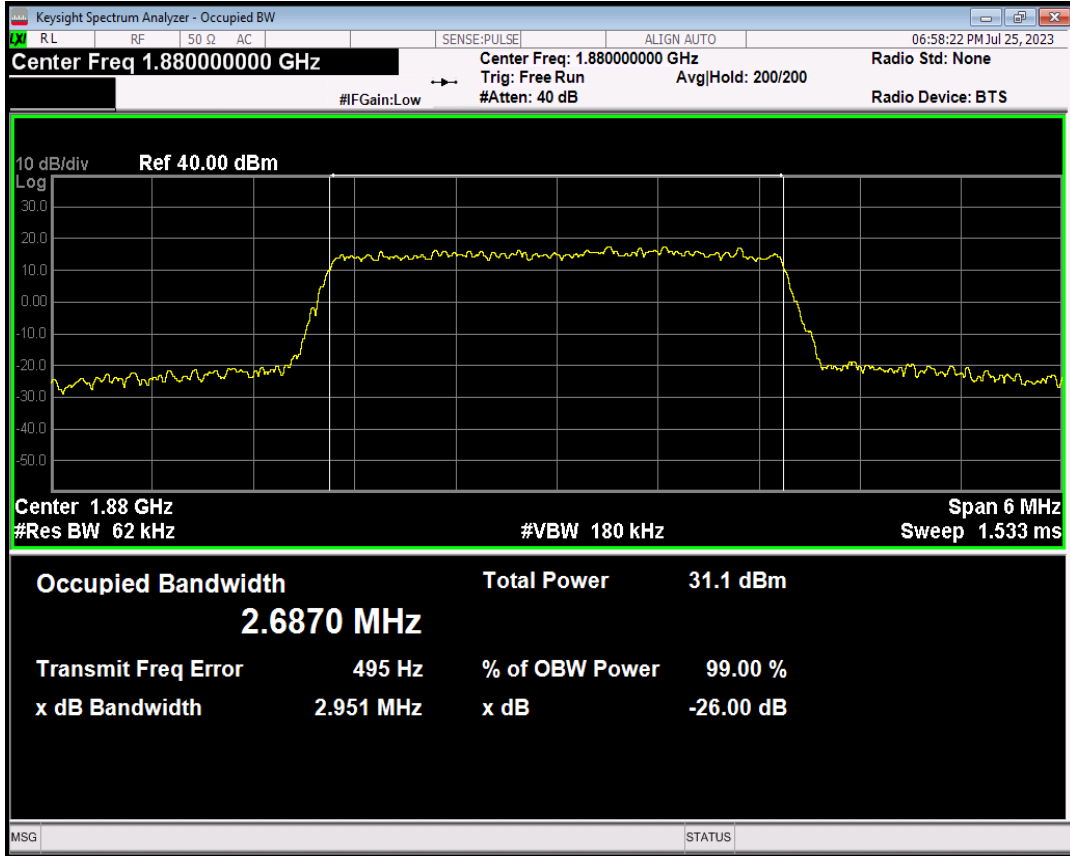 Keysight Spectrum Analyzer - Occupied BW
LXI RL RF 50 Ω AC SENSE:PULSE ALIGN AUTO 06:58:22 PM Jul 25, 2023
Center Freq 1.880000000 GHz Center Freq: 1.880000000 GHz Radio Std: None
Trig: Free Run Avg|Hold: 200/200
#IFGain:Low #Atten: 40 dB Radio Device: BTS
10 dB/div Ref 40.00 dBm
Log
30.0
20.0
10.0
0.00
-10.0
-20.0
-30.0
-40.0
-50.0
Center 1.88 GHz Span 6 MHz
#Res BW 62 kHz #VBW 180 kHz Sweep 1.533 ms
Occupied Bandwidth Total Power 31.1 dBm
2.6870 MHz
Transmit Freq Error 495 Hz % of OBW Power 99.00 %
x dB Bandwidth 2.951 MHz x dB -26.00 dB
MSG STATUS